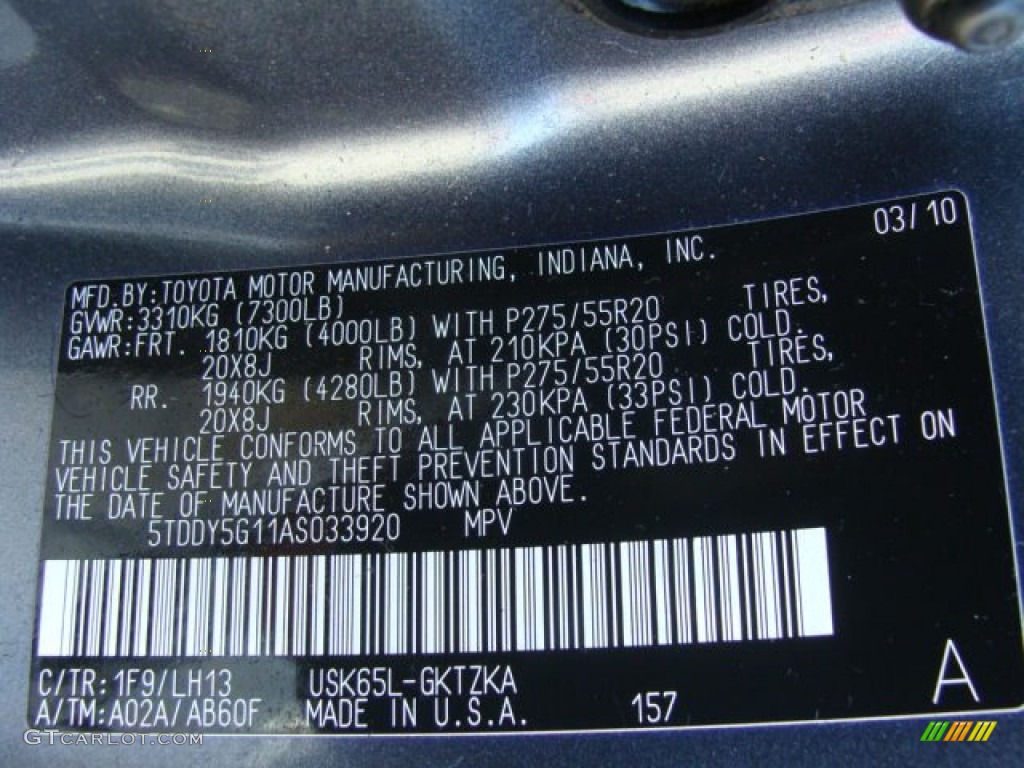 03/10
MFD.BY:TOYOTA MOTOR MANUFACTURING, INDIANA, INC.
GVWR:3310KG (7300LB)
GAWR:FRT. 1810KG (4000LB) WITH P275/55R20 TIRES,
20X8J RIMS, AT 210KPA (30PSI) COLD.
RR. 1940KG (4280LB) WITH P275/55R20 TIRES,
20X8J RIMS, AT 230KPA (33PSI) COLD.
THIS VEHICLE CONFORMS TO ALL APPLICABLE FEDERAL MOTOR
VEHICLE SAFETY AND THEFT PREVENTION STANDARDS IN EFFECT ON
THE DATE OF MANUFACTURE SHOWN ABOVE.
5TDDY5G11AS033920 MPV
C/TR:1F9/LH13 USK65L-GKTZKA
A/TM:A02A/AB60F MADE IN U.S.A. 157 A
GTCARLOT.COM